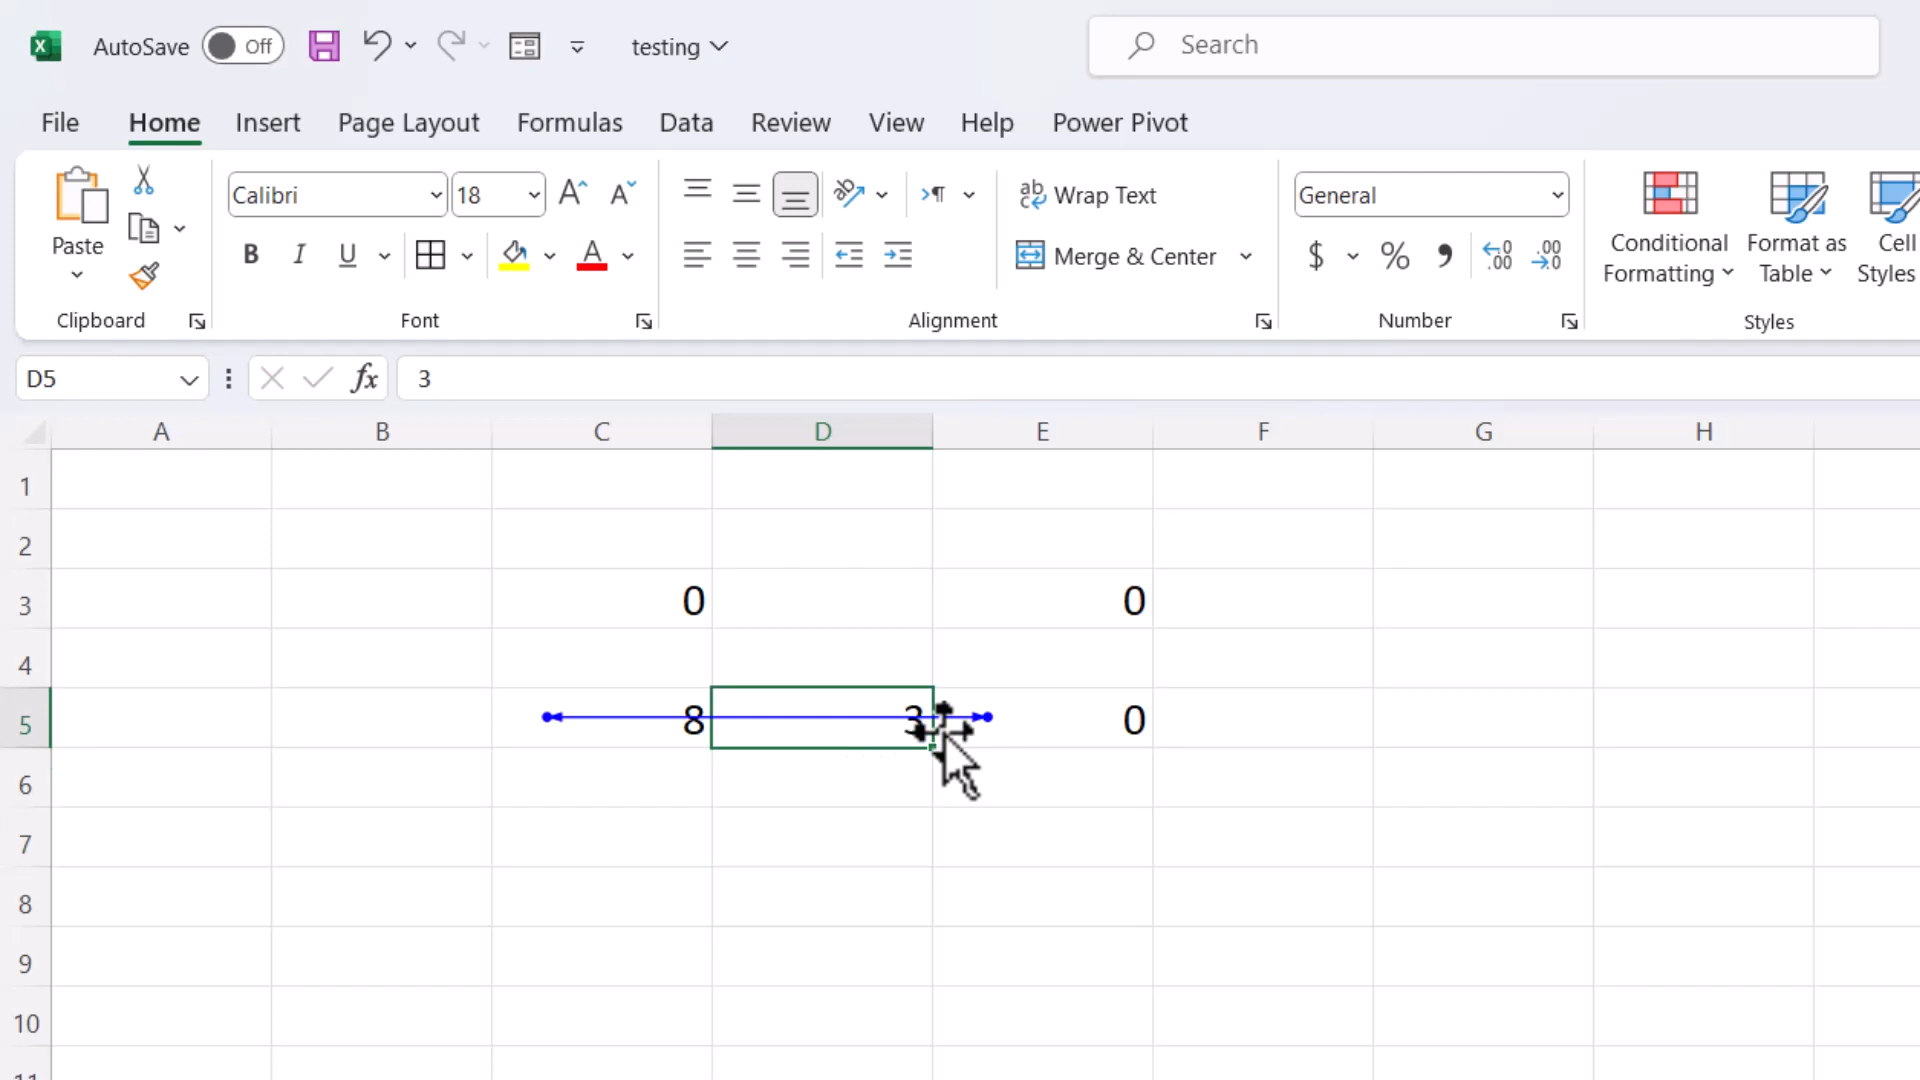 AutoSave Off testing Search
File Home Insert Page Layout Formulas Data Review View Help Power Pivot
Calibri 18 Wrap Text General
Paste B I U Merge & Center $ % Conditional Formatting Format as Table Cell Styles
Clipboard Font Alignment Number Styles
D5 fx 3
A B C D E F G H
1
2
3 0 0
4
5 8 3 0
6
7
8
9
10
11